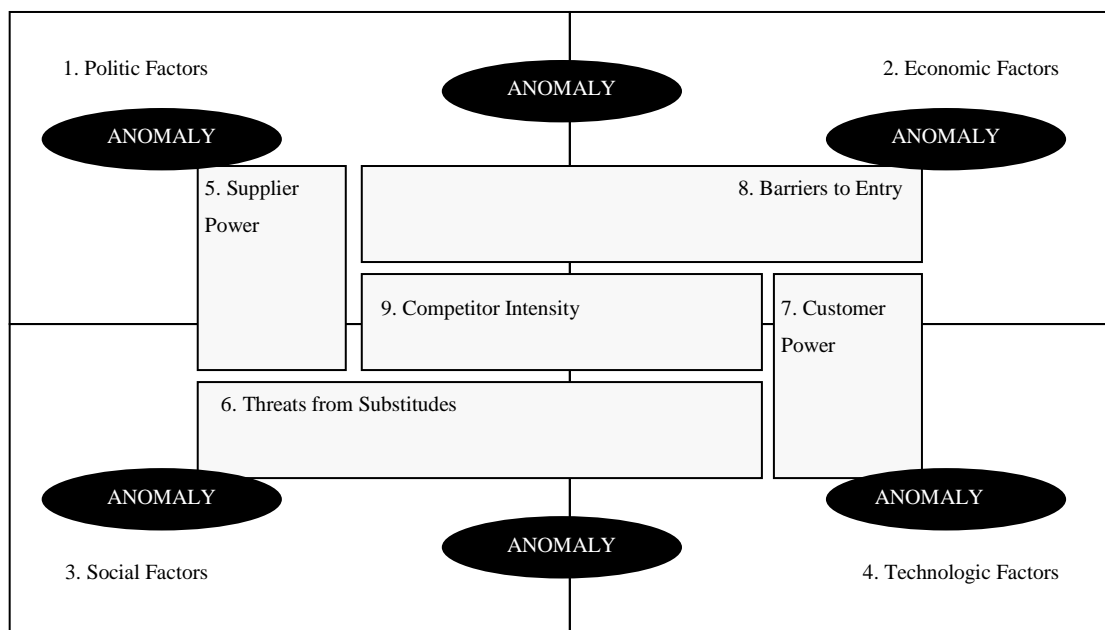 1. Politic Factors
2. Economic Factors
ANOMALY
ANOMALY
ANOMALY
5. Supplier
Power
8. Barriers to Entry
9. Competitor Intensity
7. Customer
Power
6. Threats from Substitudes
ANOMALY
ANOMALY
ANOMALY
3. Social Factors
4. Technologic Factors